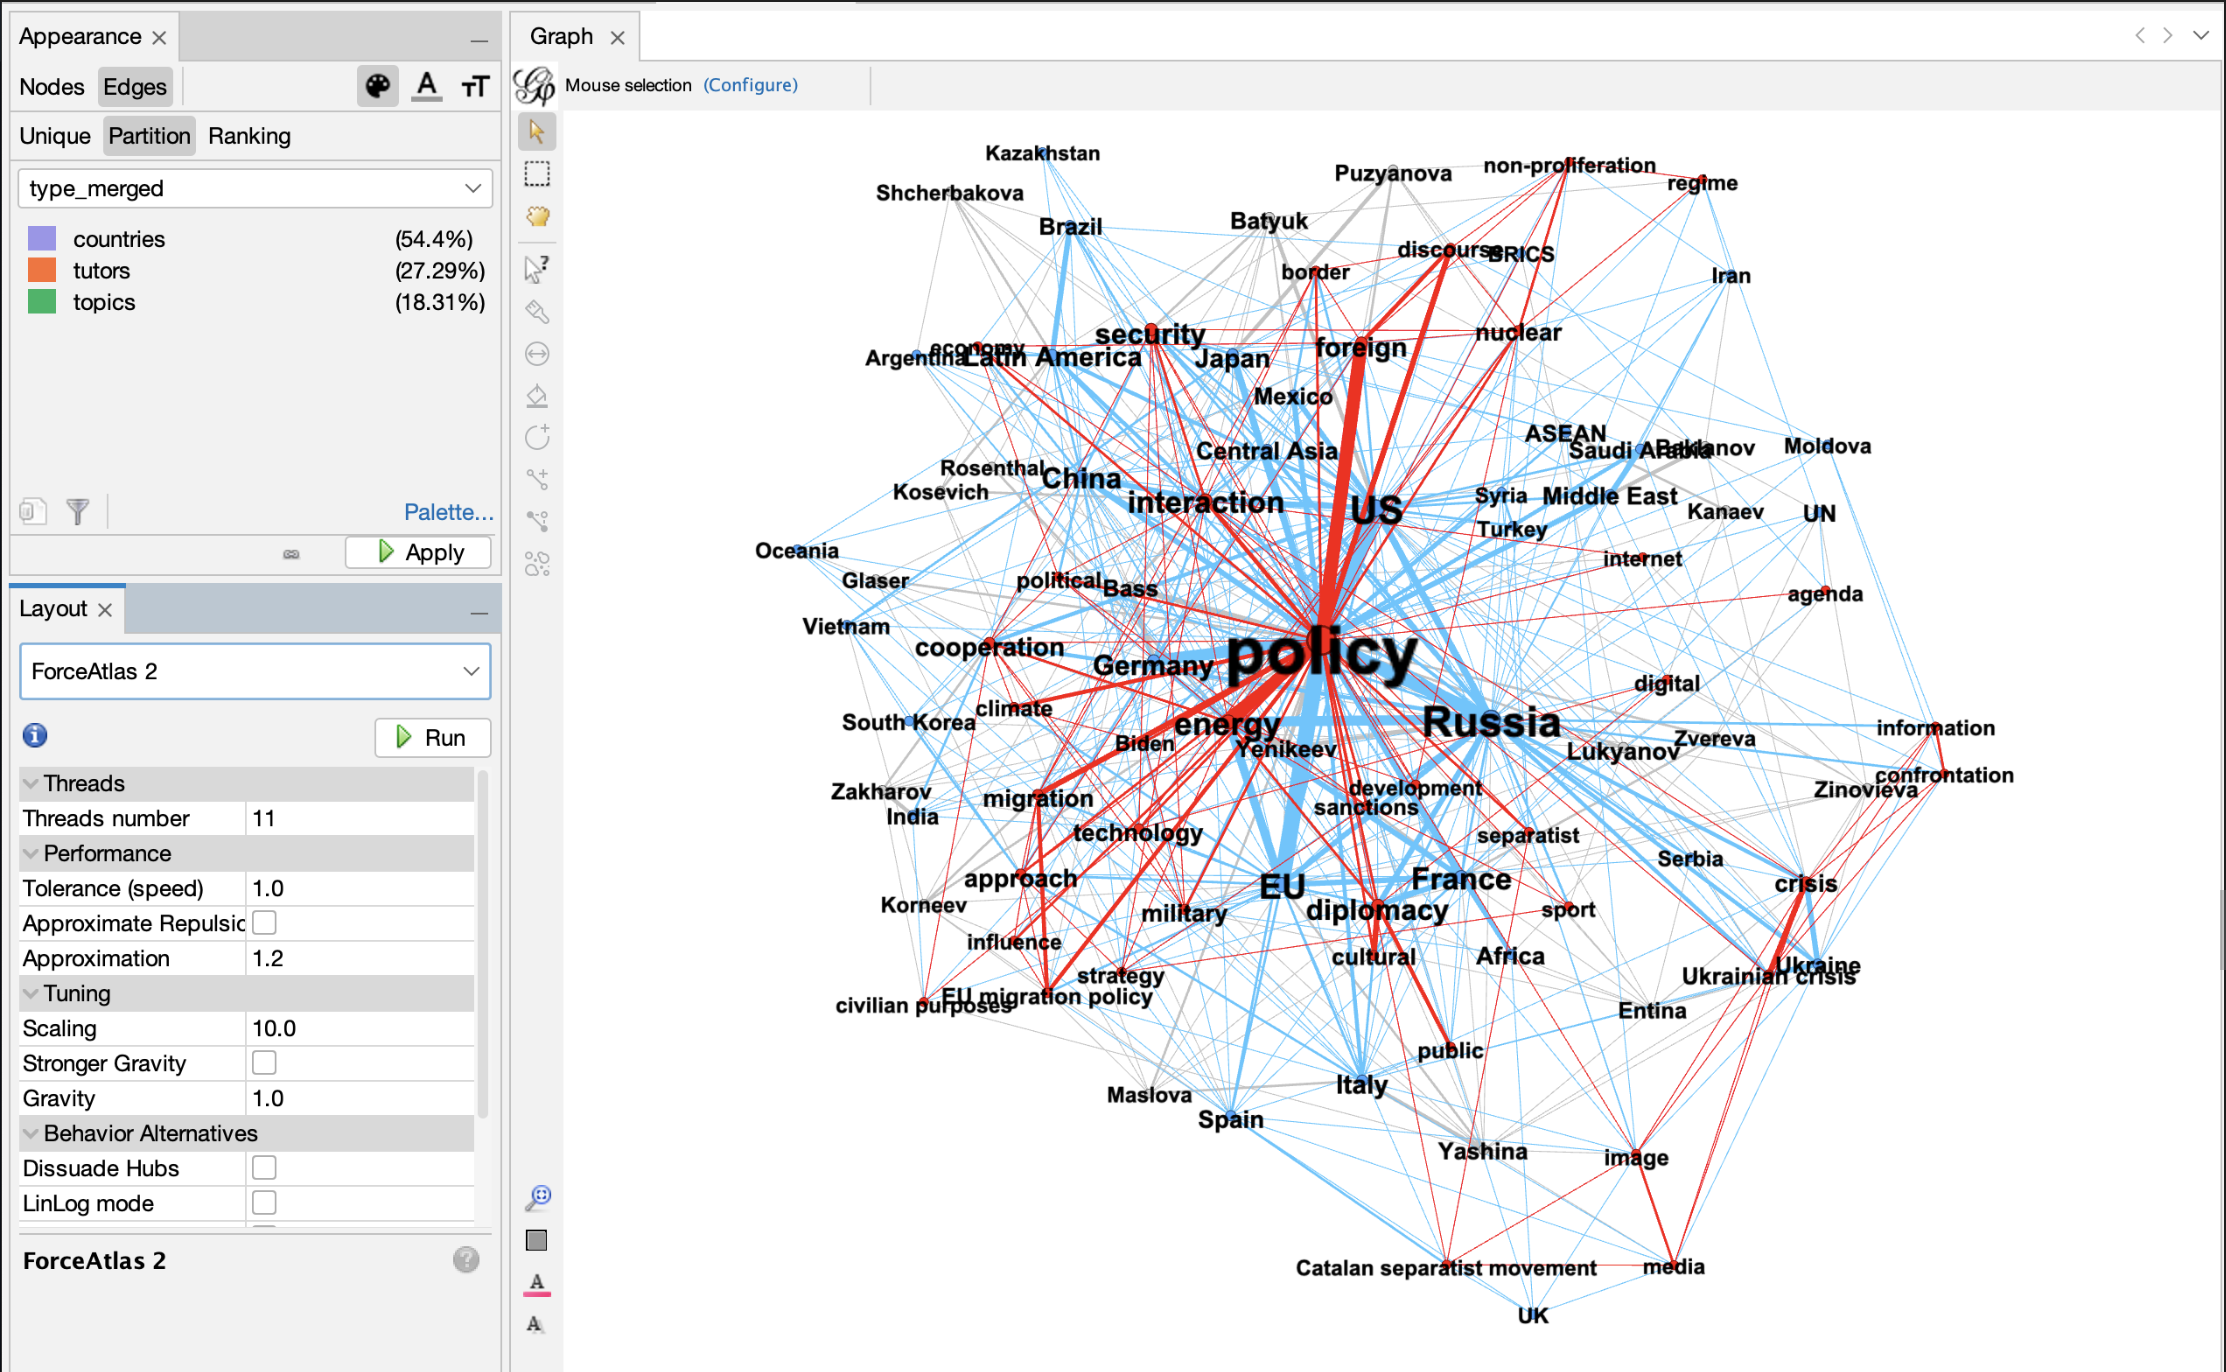 Appearance
Nodes Edges
Unique Partition Ranking
type_merged
countries (54.4%)
tutors (27.29%)
topics (18.31%)
Palette...
Apply
Layout
ForceAtlas 2
Run
Threads
Threads number 11
Performance
Tolerance (speed) 1.0
Approximate Repulsic
Approximation 1.2
Tuning
Scaling 10.0
Stronger Gravity
Gravity 1.0
Behavior Alternatives
Dissuade Hubs
LinLog mode
ForceAtlas 2
Graph
Mouse selection (Configure)
Kazakhstan
Puzyanova
non-proliferation
regime
Shcherbakova
Brazil
Batyuk
discourse
BRICS
border
Iran
security
nuclear
foreign
economy
Argentina
Latin America
Japan
Mexico
ASEAN
Saudi Arabia
Baklanov
Moldova
Central Asia
Rosenthal
China
Kosevich
interaction
US
Syria
Middle East
Kanaev
UN
Turkey
Oceania
internet
Glaser
political
Bass
agenda
Vietnam
cooperation
Germany
policy
digital
climate
South Korea
energy
Russia
information
Biden
Yenikeev
Lukyanov
Zvereva
confrontation
Zakharov
migration
development
Zinovieva
India
sanctions
technology
separatist
Serbia
approach
EU
France
crisis
Korneev
military
diplomacy
sport
influence
cultural
Africa
Ukraine
strategy
Ukrainian crisis
EU migration policy
civilian purposes
Entina
public
Italy
Maslova
Spain
Yashina
image
Catalan separatist movement
media
UK